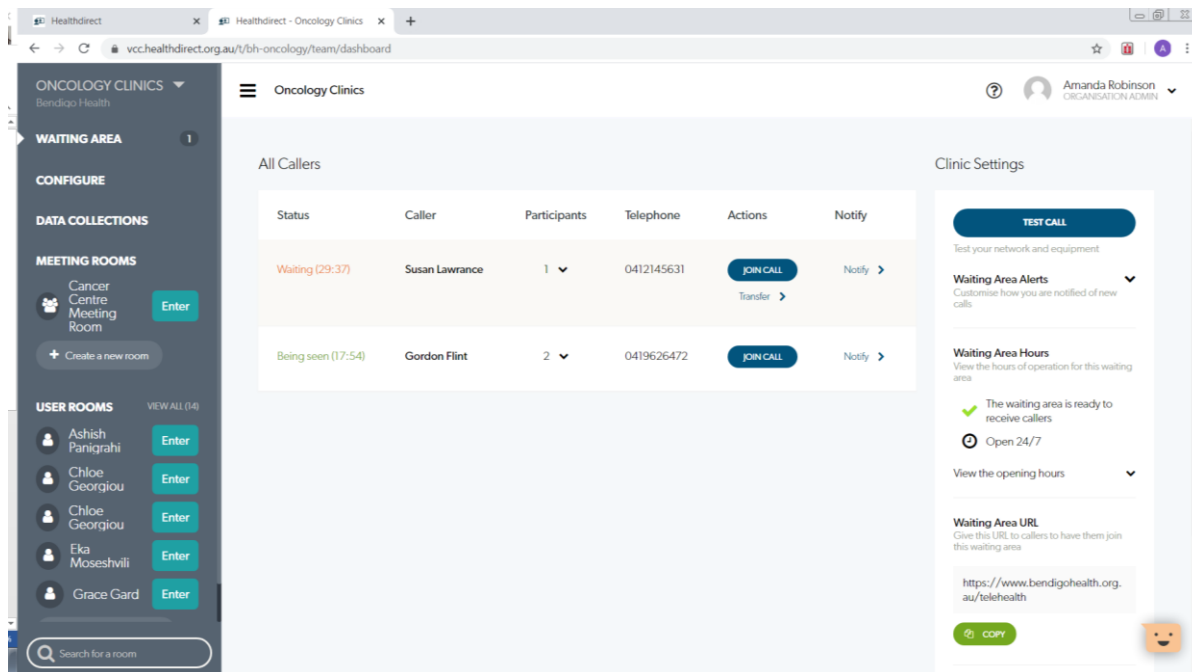 Healthdirect
Healthdirect - Oncology Clinics
vcc.healthdirect.org.au/t/bh-oncology/team/dashboard
A
ONCOLOGY CLINICS
Bendigo Health
WAITING AREA 1
CONFIGURE
DATA COLLECTIONS
MEETING ROOMS
Cancer
Centre
Meeting
Room
Enter
+ Create a new room
USER ROOMS VIEW ALL (14)
Ashish
Panigrahi
Enter
Chloe
Georgiou
Enter
Chloe
Georgiou
Enter
Eka
Moseshvili
Enter
Grace Gard Enter
Search for a room
Oncology Clinics
?
Amanda Robinson
ORGANISATION ADMIN
All Callers
Status Caller Participants Telephone Actions Notify
Waiting (29:37) Susan Lawrance 1 0412145631 JOIN CALL Notify
Transfer
Being seen (17:54) Gordon Flint 2 0419626472 JOIN CALL Notify
Clinic Settings
TEST CALL
Test your network and equipment
Waiting Area Alerts
Customise how you are notified of new
calls
Waiting Area Hours
View the hours of operation for this waiting
area
The waiting area is ready to
receive callers
Open 24/7
View the opening hours
Waiting Area URL
Give this URL to callers to have them join
this waiting area
https://www.bendigohealth.org.
au/telehealth
COPY